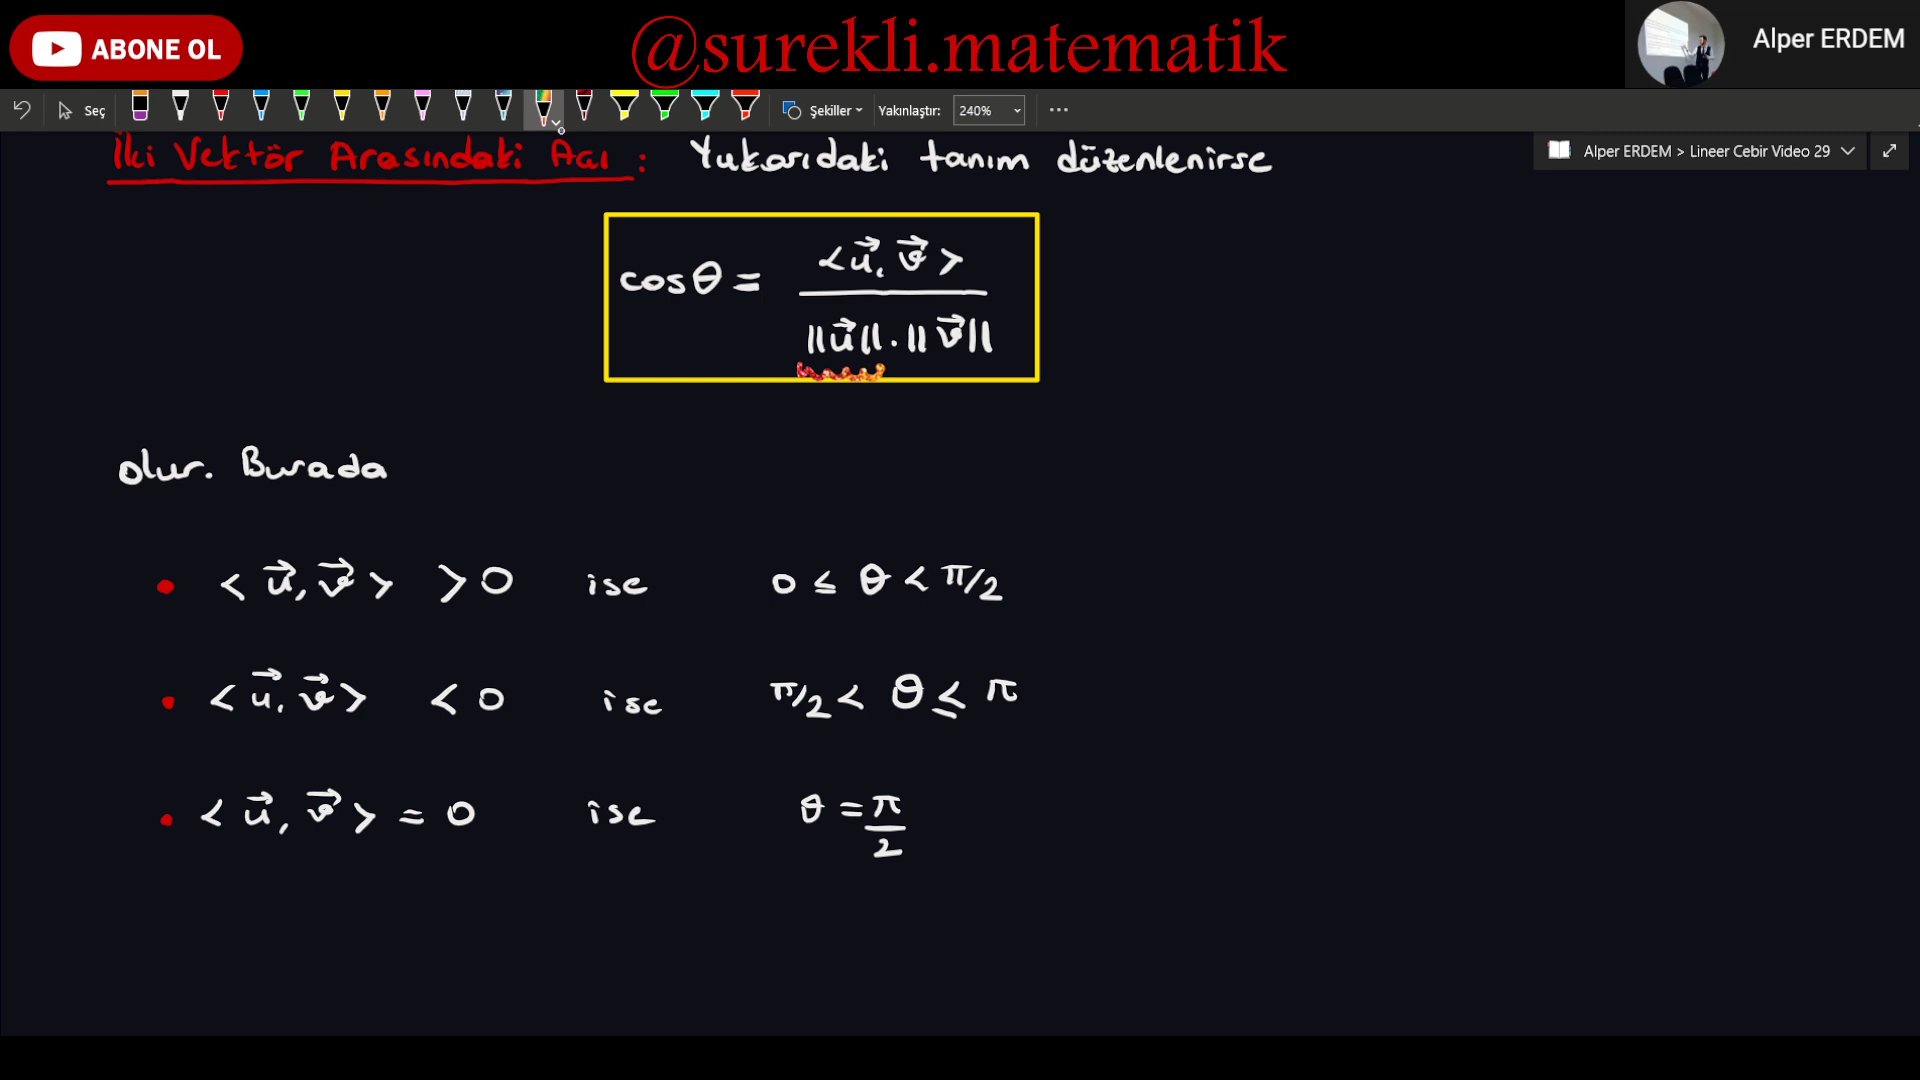 ABONE OL
@surekli.matematik
Alper ERDEM
Seç
Şekiller
Yakınlaştır:
240%
Alper ERDEM > Lineer Cebir Video 29
İki Vektör Arasındaki Açı : Yukarıdaki tanım düzenlenirse
cosθ = <u⃗, v⃗> / ||u⃗||.||v⃗||
olur. Burada
• <u⃗, v⃗> > 0 ise 0 ≤ θ < π/2
• <u⃗, v⃗> < 0 ise π/2 < θ ≤ π
• <u⃗, v⃗> = 0 ise θ = π/2